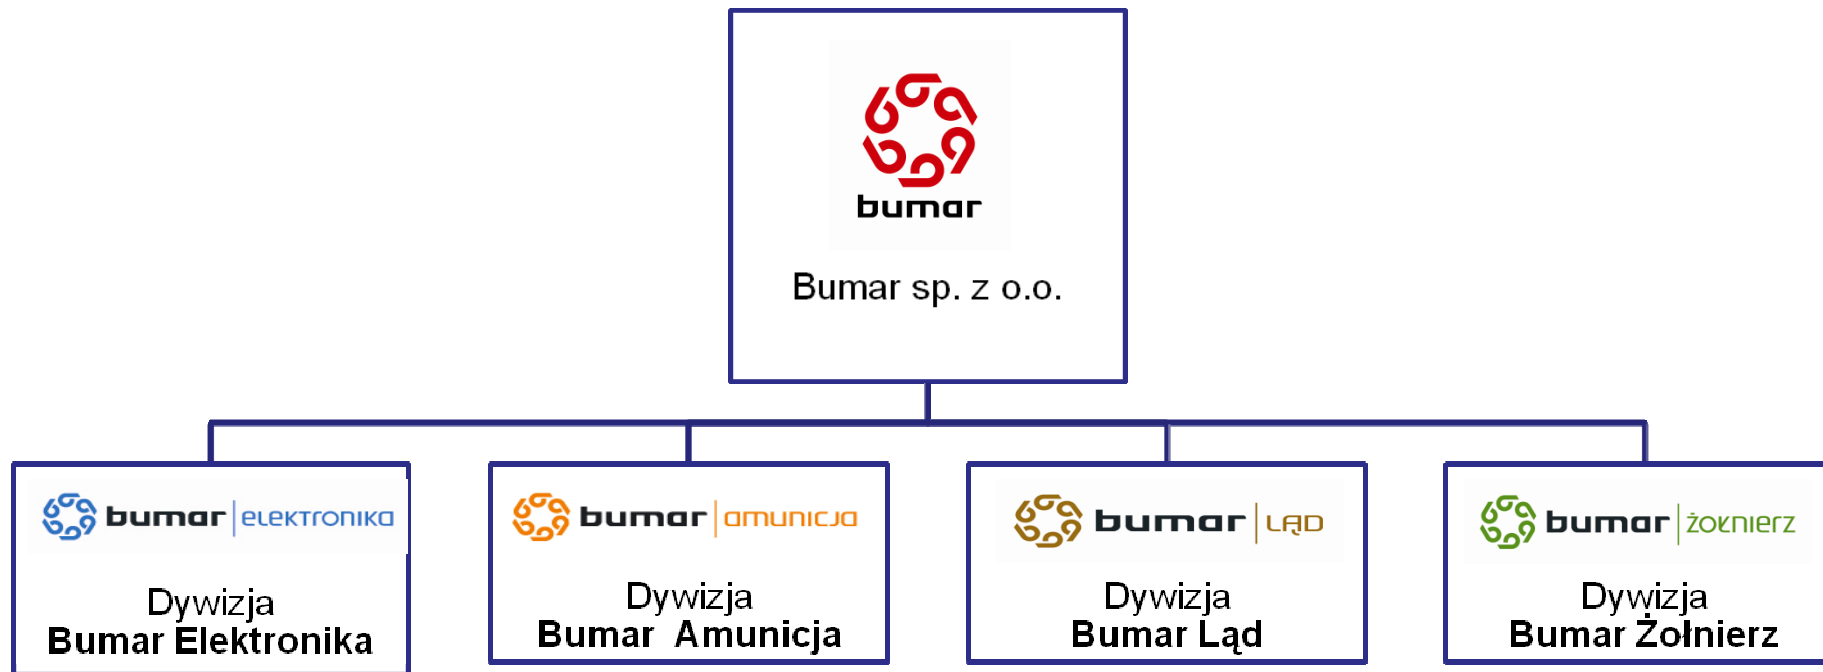 bumar
Bumar sp. z o.o.
bumar | elektronika
Dywizja
Bumar Elektronika
bumar | amunicja
Dywizja
Bumar Amunicja
bumar | LĄD
Dywizja
Bumar Ląd
bumar | żołnierz
Dywizja
Bumar Żołnierz